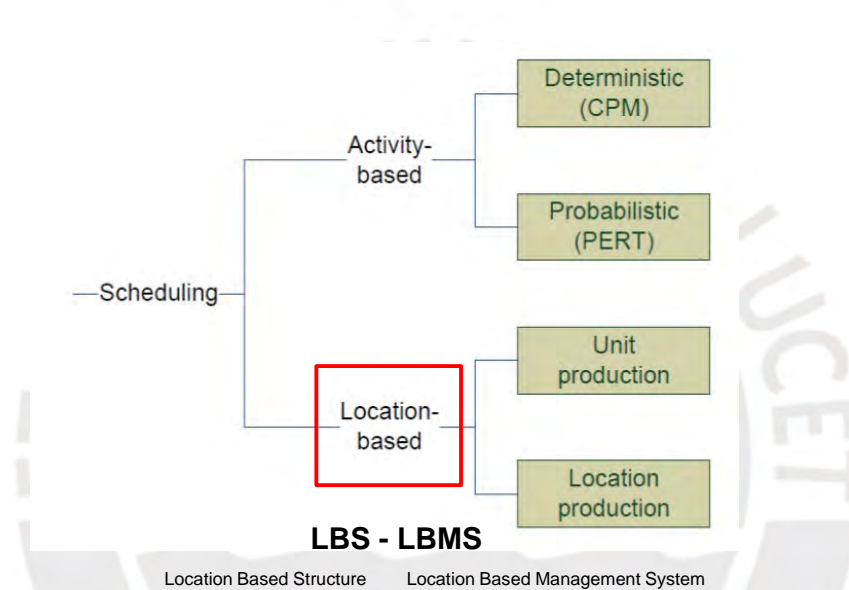 Deterministic
(CPM)
Activity-
based
Probabilistic
(PERT)
Scheduling
Unit
production
Location-
based
Location
production
LBS - LBMS
Location Based Structure Location Based Management System
LUCET